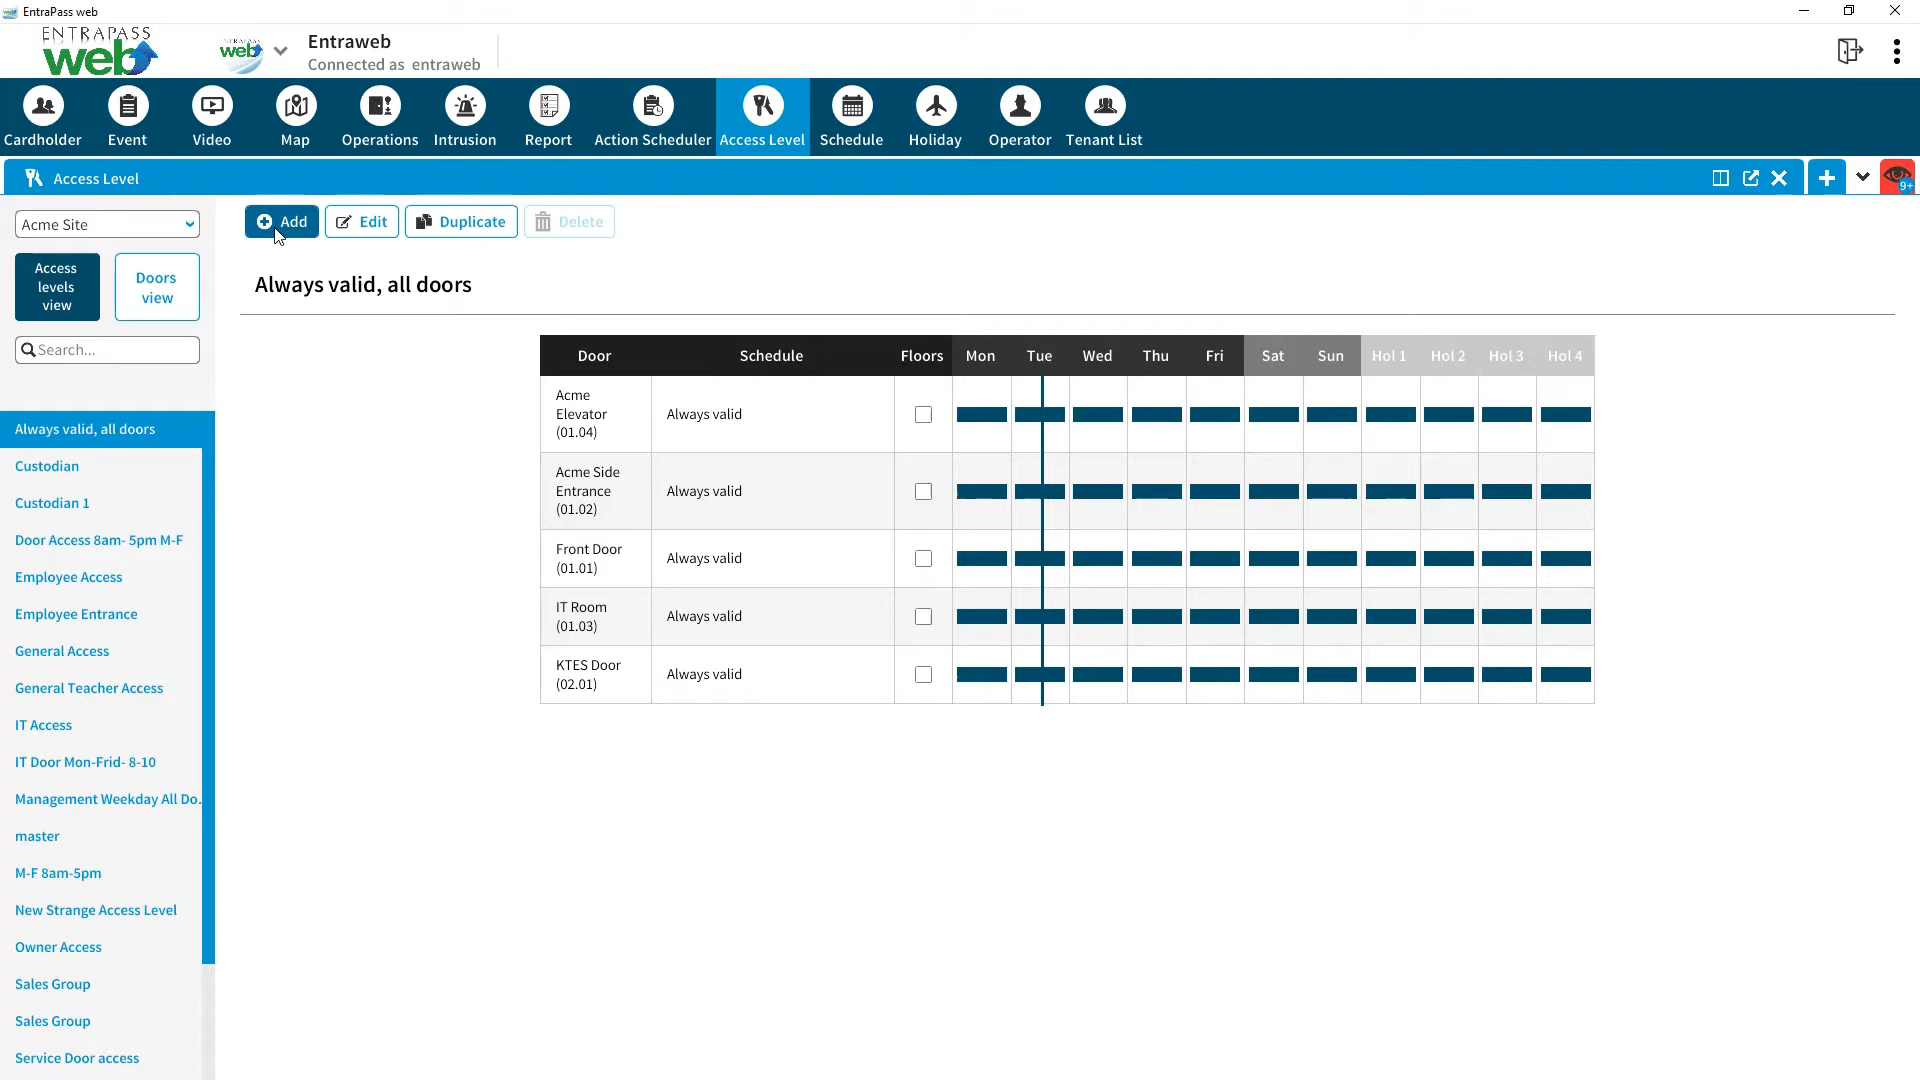 EntraPass web
ENTRAPASS
web
web
Entraweb
Connected as entraweb
Cardholder
Event
Video
Map
Operations
Intrusion
Report
Action Scheduler
Access Level
Schedule
Holiday
Operator
Tenant List
Access Level
9+
Acme Site
Add
Edit
Duplicate
Delete
Access
levels
view
Doors
view
Search...
Always valid, all doors
Custodian
Custodian 1
Door Access 8am- 5pm M-F
Employee Access
Employee Entrance
General Access
General Teacher Access
IT Access
IT Door Mon-Frid- 8-10
Management Weekday All Do.
master
M-F 8am-5pm
New Strange Access Level
Owner Access
Sales Group
Sales Group
Service Door access
Always valid, all doors
Door Schedule Floors Mon Tue Wed Thu Fri Sat Sun Hol 1 Hol 2 Hol 3 Hol 4
Acme
Elevator
(01.04)
Always valid
Acme Side
Entrance
(01.02)
Always valid
Front Door
(01.01)
Always valid
IT Room
(01.03)
Always valid
KTES Door
(02.01)
Always valid